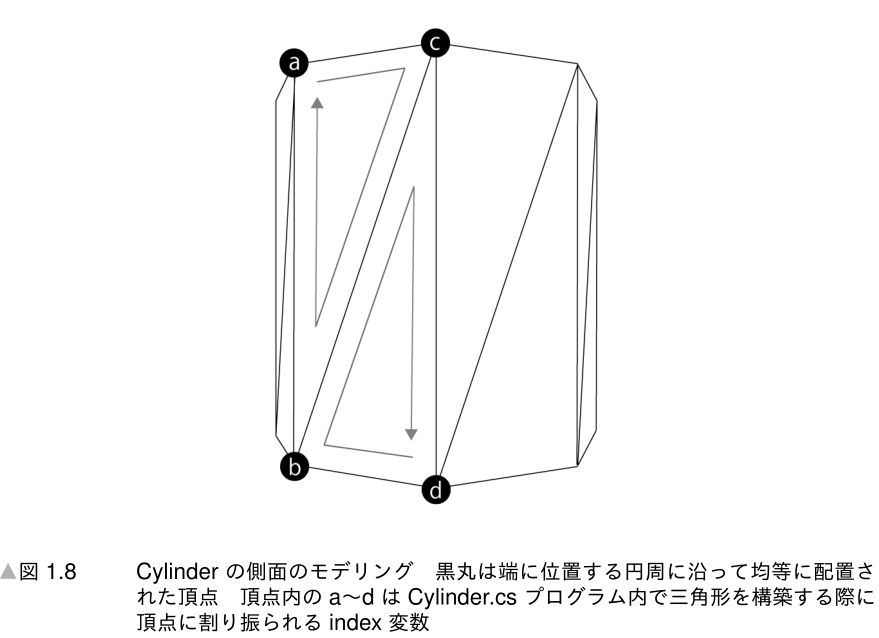 a
c
b
d
▲図 1.8 Cylinder の側面のモデリング 黒丸は端に位置する円周に沿って均等に配置さ
れた頂点 頂点内の a〜d は Cylinder.cs プログラム内で三角形を構築する際に
頂点に割り振られる index 変数